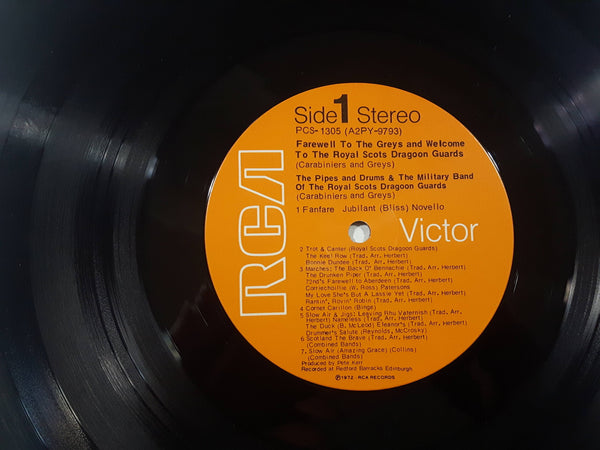 RCA
Side 1 Stereo
PCS-1305 (A2PY-9793)
Farewell To The Greys and Welcome
To The Royal Scots Dragoon Guards
(Carabiniers and Greys)
The Pipes and Drums & The Military Band
Of The Royal Scots Dragoon Guards
(Carabiniers and Greys)
1 Fanfare Jubilant (Bliss) Novello
Victor
2 Trot & Canter (Royal Scots Dragoon Guards)
The Keel Row (Trad. Arr. Herbert)
Bonnie Dundee (Trad. Arr. Herbert)
3 Marches: The Back O' Bennachie (Trad. Arr. Herbert)
The Drunken Piper (Trad. Arr. Herbert)
72nd's Farewell to Aberdeen (Trad. Arr. Herbert)
Corriechoillie (W. Ross) Patersons
My Love She's But A Lassie Yet (Trad. Arr. Herbert)
Rantin', Rovin' Robin (Trad. Arr. Herbert)
4 Cornet Carillon (Binge)
5 Slow Air & Jigs: Leaving Rhu Vaternish (Trad. Arr.
Herbert) Nameless (Trad. Arr. Herbert)
The Duck (B. McLeod) Eleanor's (Trad. Arr. Herbert)
Drummer's Salute (Reynolds, McCrosky)
6 Scotland The Brave (Trad. Arr. Herbert)
(Combined Bands)
7. Slow Air (Amazing Grace) (Collins)
(Combined Bands)
Produced by Pete Kerr
Recorded at Redford Barracks Edinburgh
℗1972 - RCA RECORDS